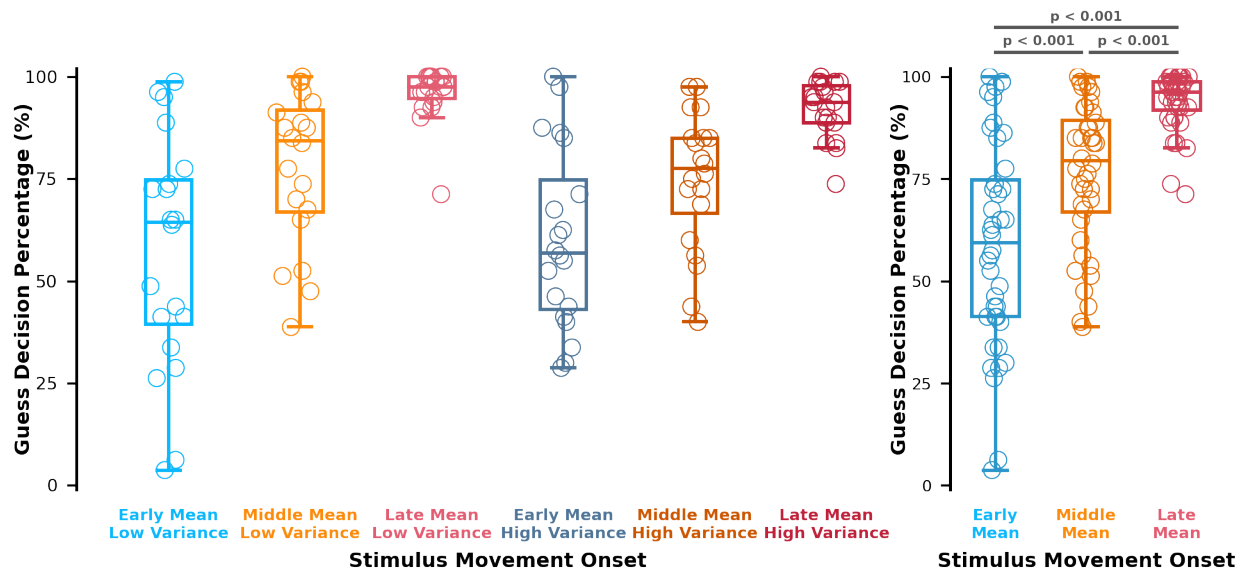 p < 0.001
p < 0.001 p < 0.001
Guess Decision Percentage (%)
100
75
50
25
0
Early Mean
Low Variance
Middle Mean
Low Variance
Late Mean
Low Variance
Early Mean
High Variance
Middle Mean
High Variance
Late Mean
High Variance
Stimulus Movement Onset
Guess Decision Percentage (%)
100
75
50
25
0
Early
Mean
Middle
Mean
Late
Mean
Stimulus Movement Onset